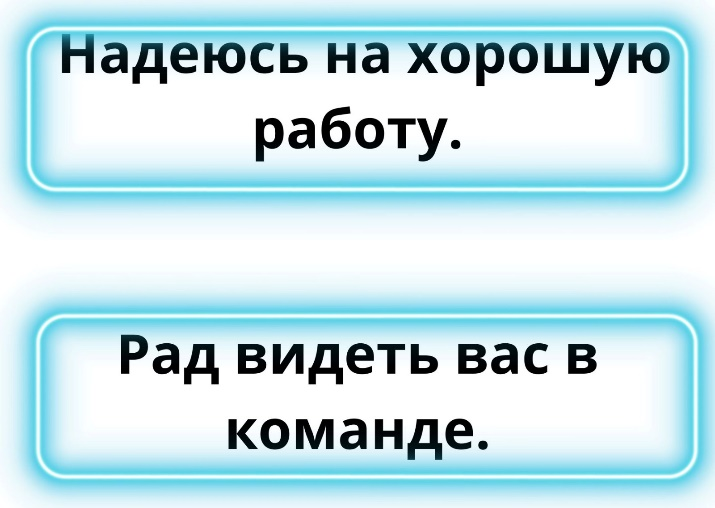 Надеюсь на хорошую
работу.
Рад видеть вас в
команде.